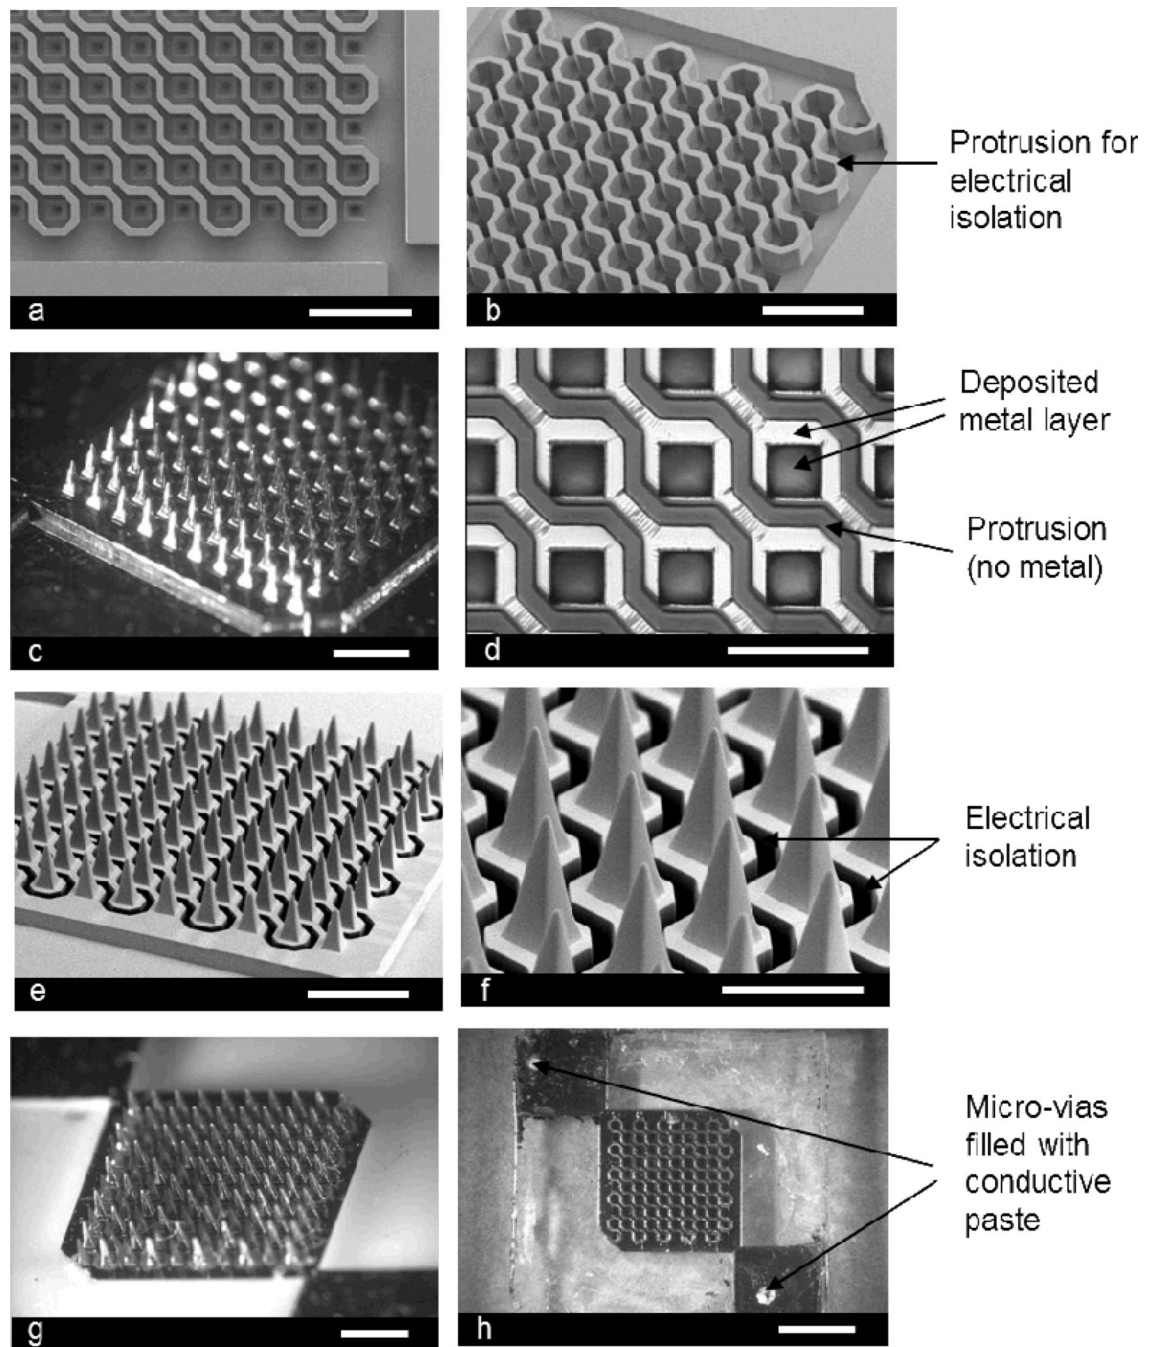 a
b
Protrusion for
electrical
isolation
c
d
Deposited
metal layer
Protrusion
(no metal)
e
f
Electrical
isolation
g
h
Micro-vias
filled with
conductive
paste